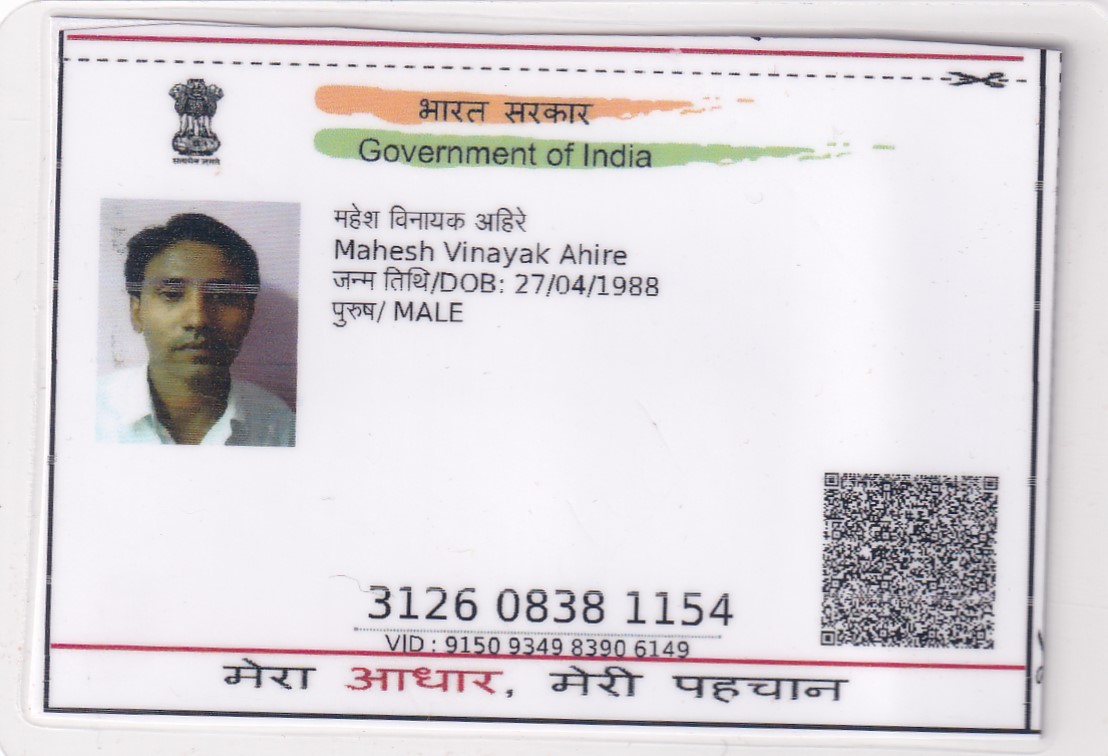 भारत सरकार
Government of India
सत्यमेव जयते
महेश विनायक अहिरे
Mahesh Vinayak Ahire
जन्म तिथि/DOB: 27/04/1988
पुरुष/ MALE
3126 0838 1154
VID : 9150 9349 8390 6149
मेरा आधार, मेरी पहचान